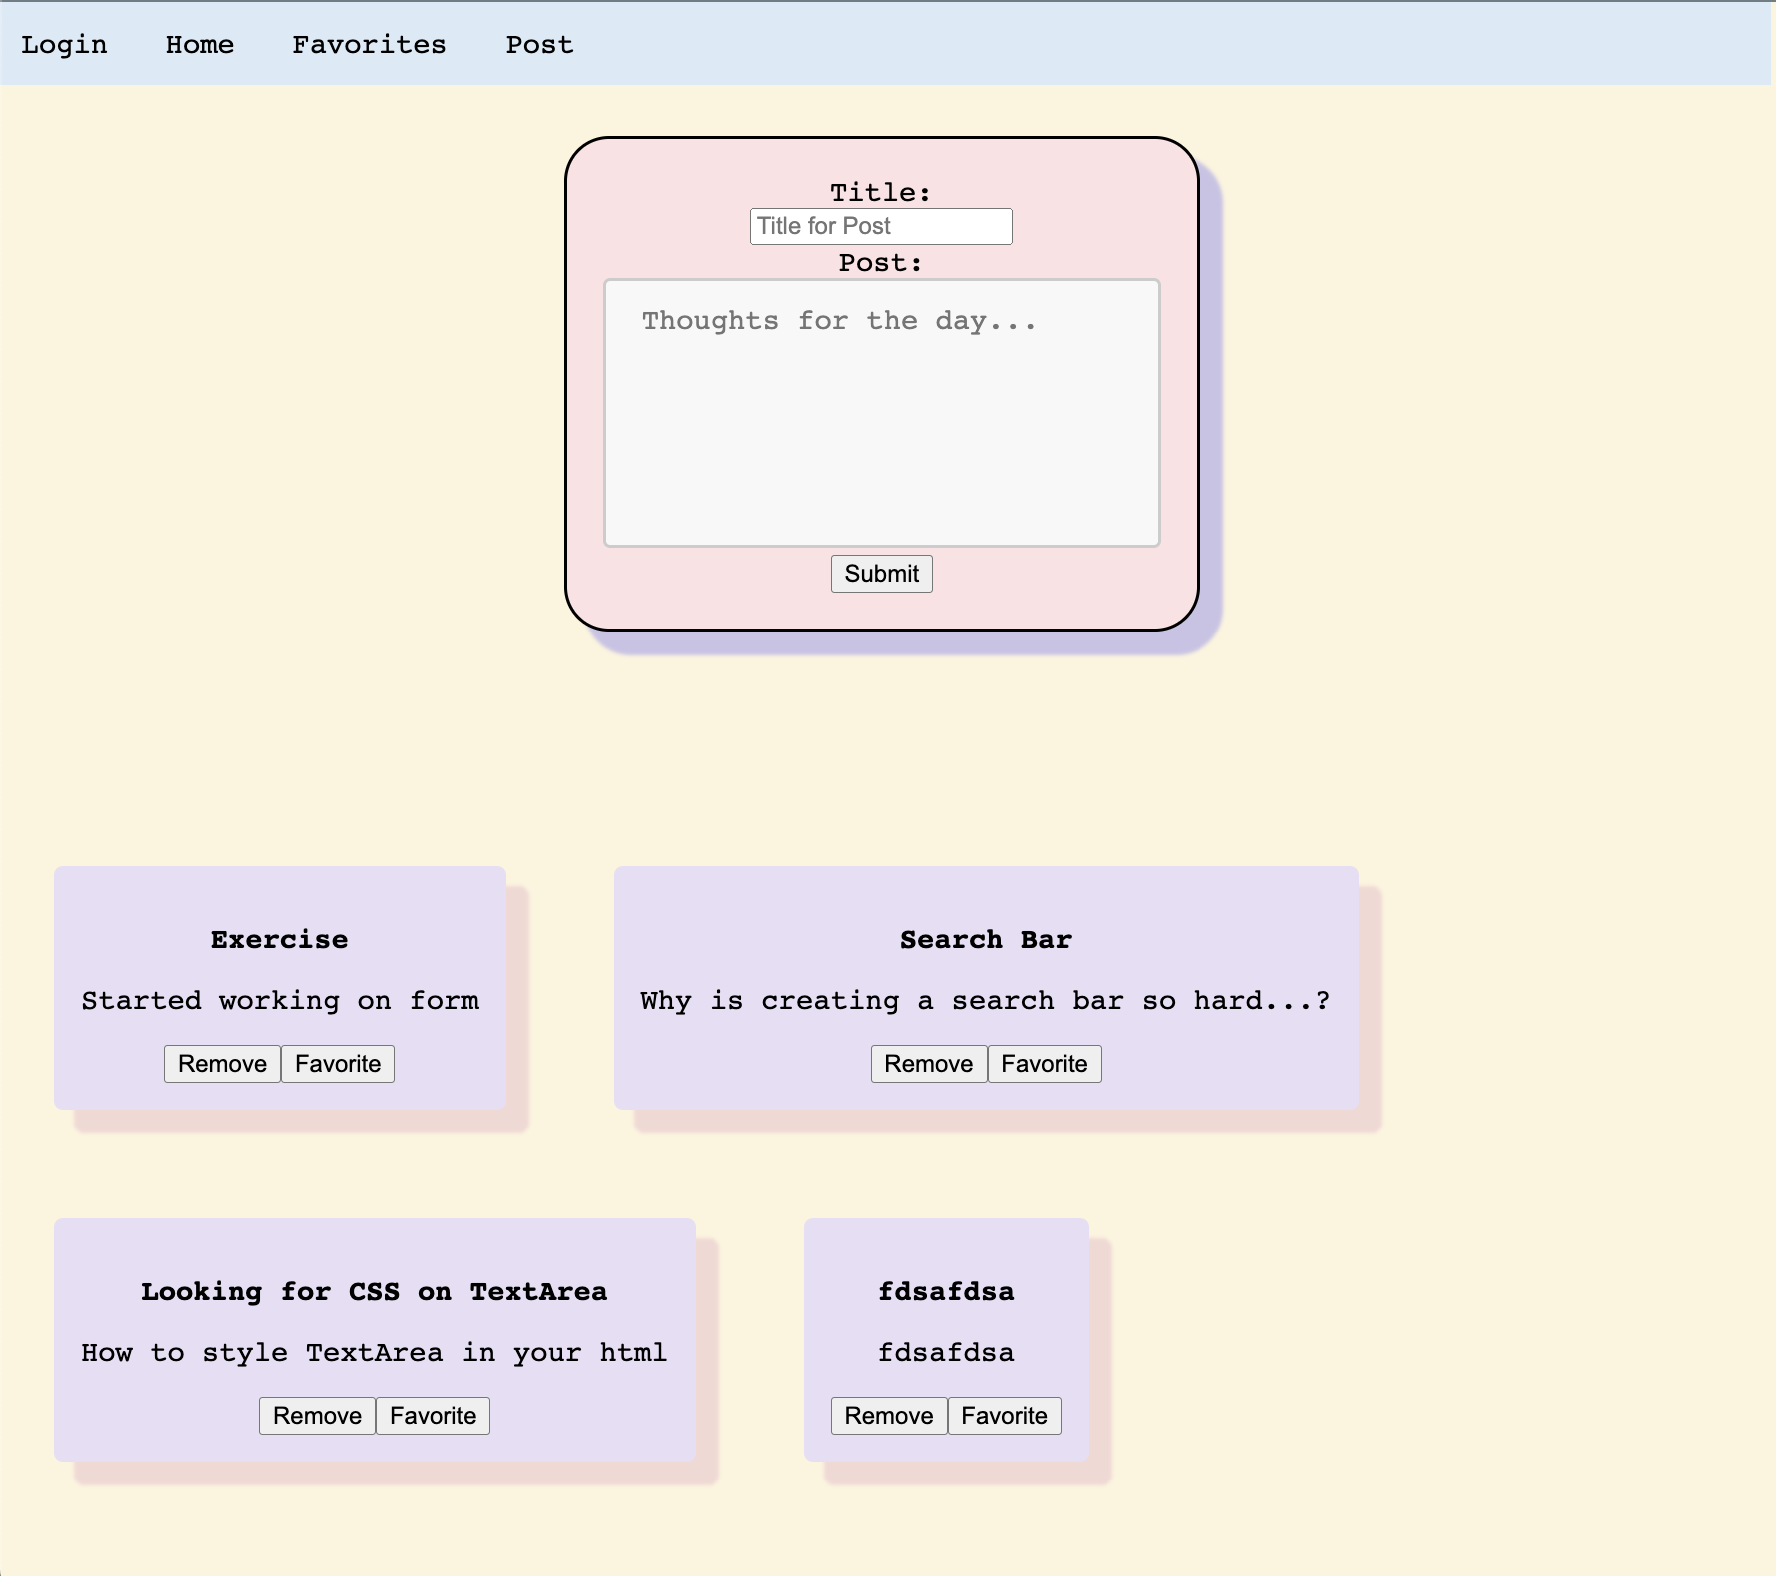 Login Home Favorites Post
Title:
Title for Post
Post:
Thoughts for the day...
Submit
Exercise
Started working on form
Remove Favorite
Search Bar
Why is creating a search bar so hard...?
Remove Favorite
Looking for CSS on TextArea
How to style TextArea in your html
Remove Favorite
fdsafdsa
fdsafdsa
Remove Favorite